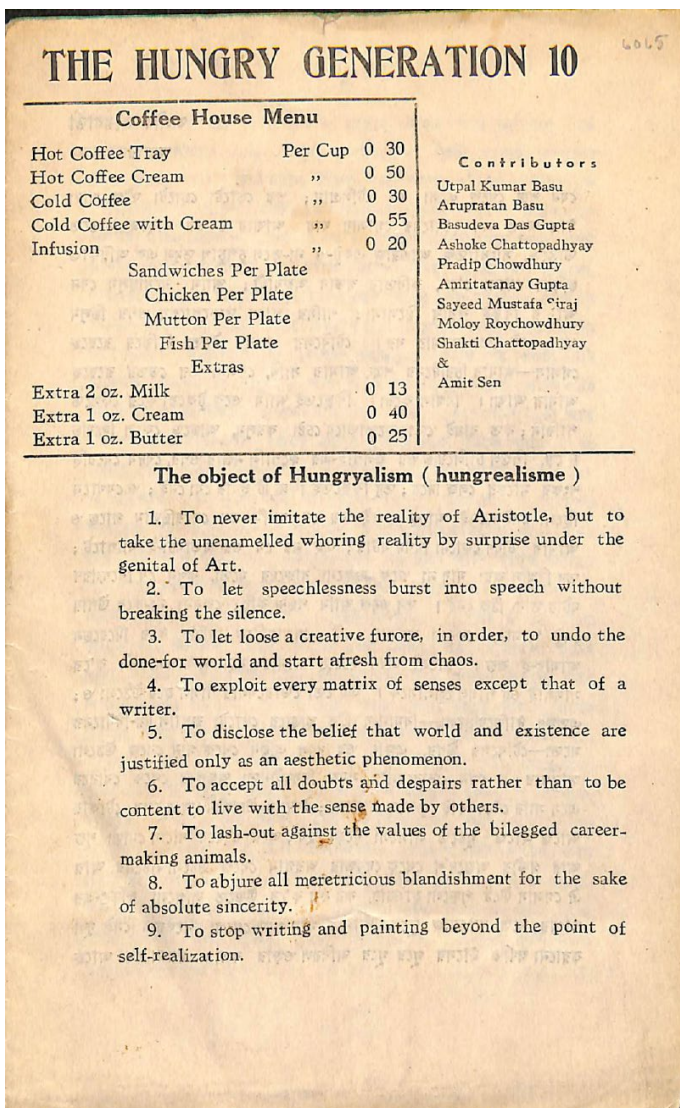 6065
THE HUNGRY GENERATION 10
Coffee House Menu
Hot Coffee Tray Per Cup 0 30
Hot Coffee Cream ,, 0 50
Cold Coffee ,, 0 30
Cold Coffee with Cream ,, 0 55
Infusion ,, 0 20
Sandwiches Per Plate
Chicken Per Plate
Mutton Per Plate
Fish Per Plate
Extras
Extra 2 oz. Milk 0 13
Extra 1 oz. Cream 0 40
Extra 1 oz. Butter 0 25
Contributors
Utpal Kumar Basu
Arupratan Basu
Basudeva Das Gupta
Ashoke Chattopadhyay
Pradip Chowdhury
Amritatanay Gupta
Sayeed Mustafa Siraj
Moloy Roychowdhury
Shakti Chattopadhyay
&
Amit Sen
The object of Hungryalism ( hungrealisme )
1. To never imitate the reality of Aristotle, but to
take the unenamelled whoring reality by surprise under the
genital of Art.
2. To let speechlessness burst into speech without
breaking the silence.
3. To let loose a creative furore, in order, to undo the
done-for world and start afresh from chaos.
4. To exploit every matrix of senses except that of a
writer.
5. To disclose the belief that world and existence are
justified only as an aesthetic phenomenon.
6. To accept all doubts and despairs rather than to be
content to live with the sense made by others.
7. To lash-out against the values of the bilegged career-
making animals.
8. To abjure all meretricious blandishment for the sake
of absolute sincerity.
9. To stop writing and painting beyond the point of
self-realization.